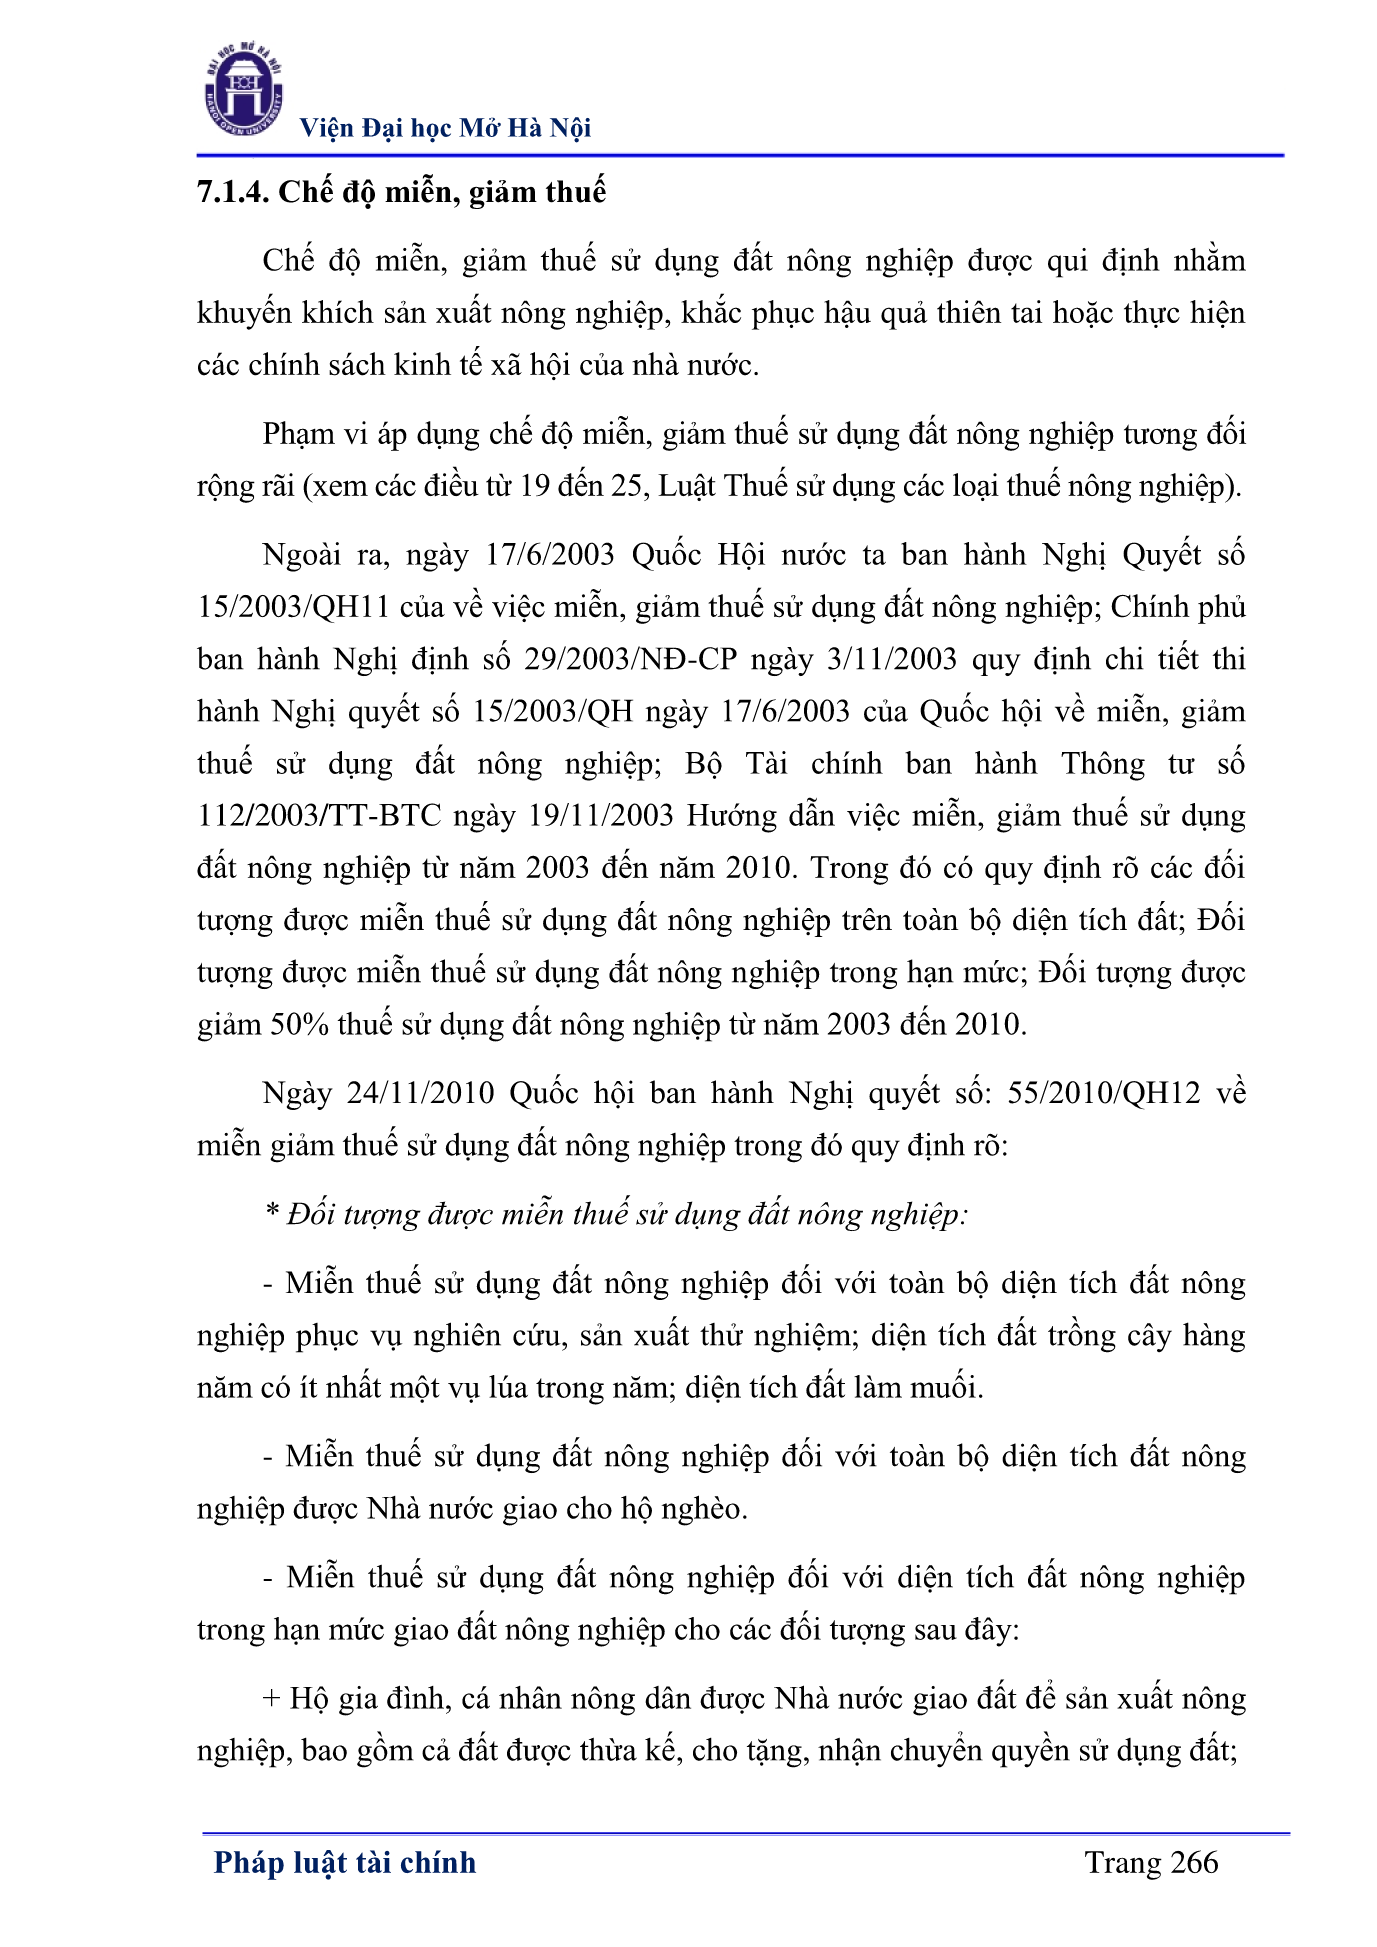 ĐẠI HỌC MỞ HÀ NỘI
HOU
HANOI OPEN UNIVERSITY
Viện Đại học Mở Hà Nội
7.1.4. Chế độ miễn, giảm thuế
Chế độ miễn, giảm thuế sử dụng đất nông nghiệp được qui định nhằm
khuyến khích sản xuất nông nghiệp, khắc phục hậu quả thiên tai hoặc thực hiện
các chính sách kinh tế xã hội của nhà nước.
Phạm vi áp dụng chế độ miễn, giảm thuế sử dụng đất nông nghiệp tương đối
rộng rãi (xem các điều từ 19 đến 25, Luật Thuế sử dụng các loại thuế nông nghiệp).
Ngoài ra, ngày 17/6/2003 Quốc Hội nước ta ban hành Nghị Quyết số
15/2003/QH11 của về việc miễn, giảm thuế sử dụng đất nông nghiệp; Chính phủ
ban hành Nghị định số 29/2003/NĐ-CP ngày 3/11/2003 quy định chi tiết thi
hành Nghị quyết số 15/2003/QH ngày 17/6/2003 của Quốc hội về miễn, giảm
thuế sử dụng đất nông nghiệp; Bộ Tài chính ban hành Thông tư số
112/2003/TT-BTC ngày 19/11/2003 Hướng dẫn việc miễn, giảm thuế sử dụng
đất nông nghiệp từ năm 2003 đến năm 2010. Trong đó có quy định rõ các đối
tượng được miễn thuế sử dụng đất nông nghiệp trên toàn bộ diện tích đất; Đối
tượng được miễn thuế sử dụng đất nông nghiệp trong hạn mức; Đối tượng được
giảm 50% thuế sử dụng đất nông nghiệp từ năm 2003 đến 2010.
Ngày 24/11/2010 Quốc hội ban hành Nghị quyết số: 55/2010/QH12 về
miễn giảm thuế sử dụng đất nông nghiệp trong đó quy định rõ:
* Đối tượng được miễn thuế sử dụng đất nông nghiệp:
- Miễn thuế sử dụng đất nông nghiệp đối với toàn bộ diện tích đất nông
nghiệp phục vụ nghiên cứu, sản xuất thử nghiệm; diện tích đất trồng cây hàng
năm có ít nhất một vụ lúa trong năm; diện tích đất làm muối.
- Miễn thuế sử dụng đất nông nghiệp đối với toàn bộ diện tích đất nông
nghiệp được Nhà nước giao cho hộ nghèo.
- Miễn thuế sử dụng đất nông nghiệp đối với diện tích đất nông nghiệp
trong hạn mức giao đất nông nghiệp cho các đối tượng sau đây:
+ Hộ gia đình, cá nhân nông dân được Nhà nước giao đất để sản xuất nông
nghiệp, bao gồm cả đất được thừa kế, cho tặng, nhận chuyển quyền sử dụng đất;
Pháp luật tài chính
Trang 266